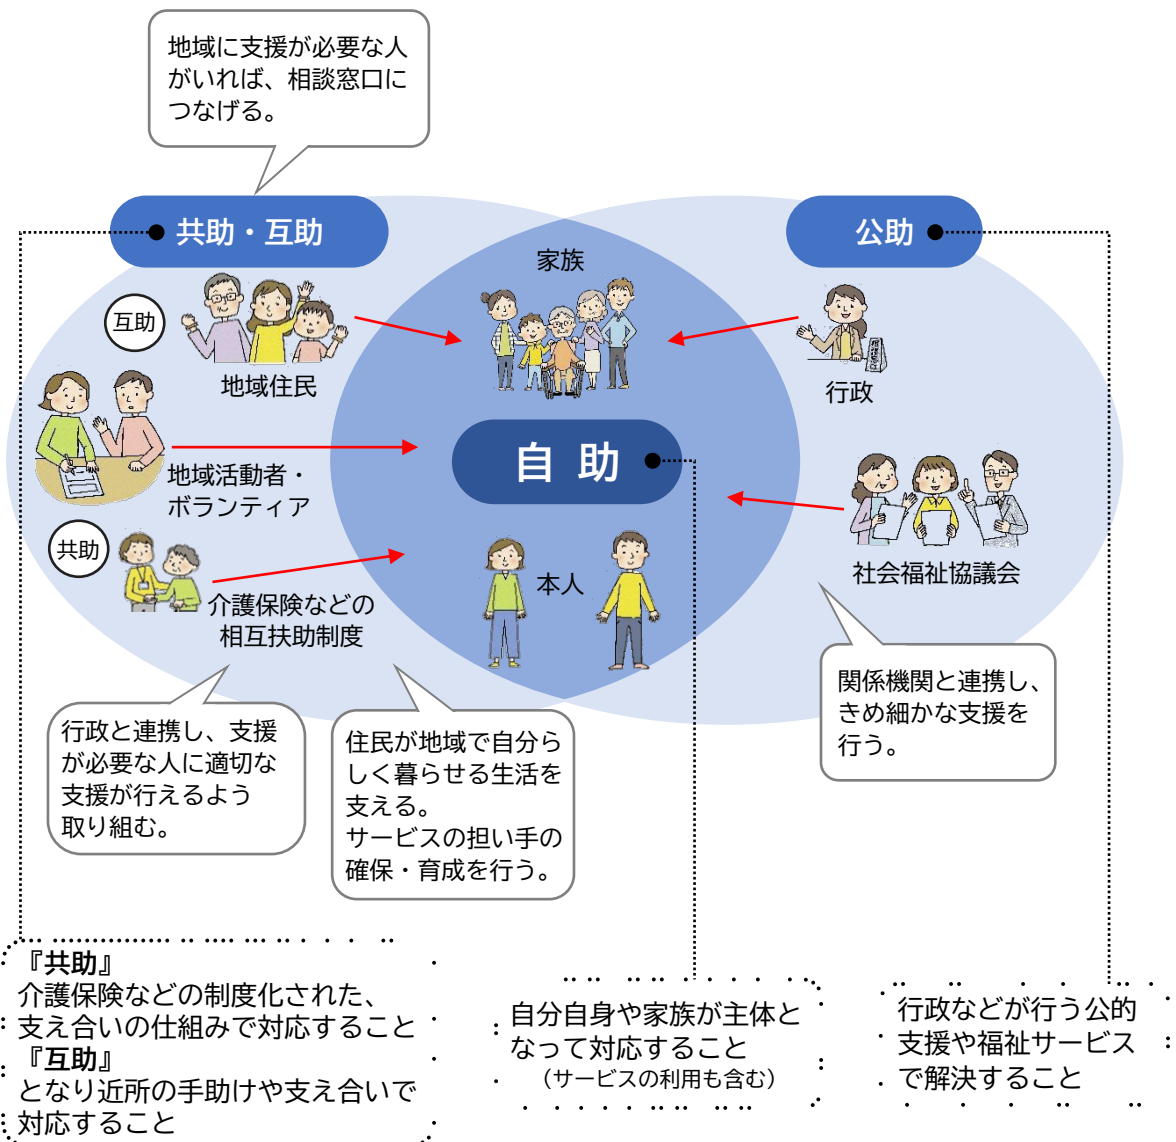 地域に支援が必要な人
がいれば、相談窓口に
つなげる。
共助・互助
公助
家族
互助
地域住民
行政
自助
地域活動者・
ボランティア
共助
社会福祉協議会
本人
介護保険などの
相互扶助制度
関係機関と連携し、
きめ細かな支援を
行う。
行政と連携し、支援
が必要な人に適切な
支援が行えるよう
取り組む。
住民が地域で自分ら
しく暮らせる生活を
支える。
サービスの担い手の
確保・育成を行う。
『共助』
介護保険などの制度化された、
支え合いの仕組みで対応すること
『互助』
となり近所の手助けや支え合いで
対応すること
自分自身や家族が主体と
なって対応すること
（サービスの利用も含む）
行政などが行う公的
支援や福祉サービス
で解決すること